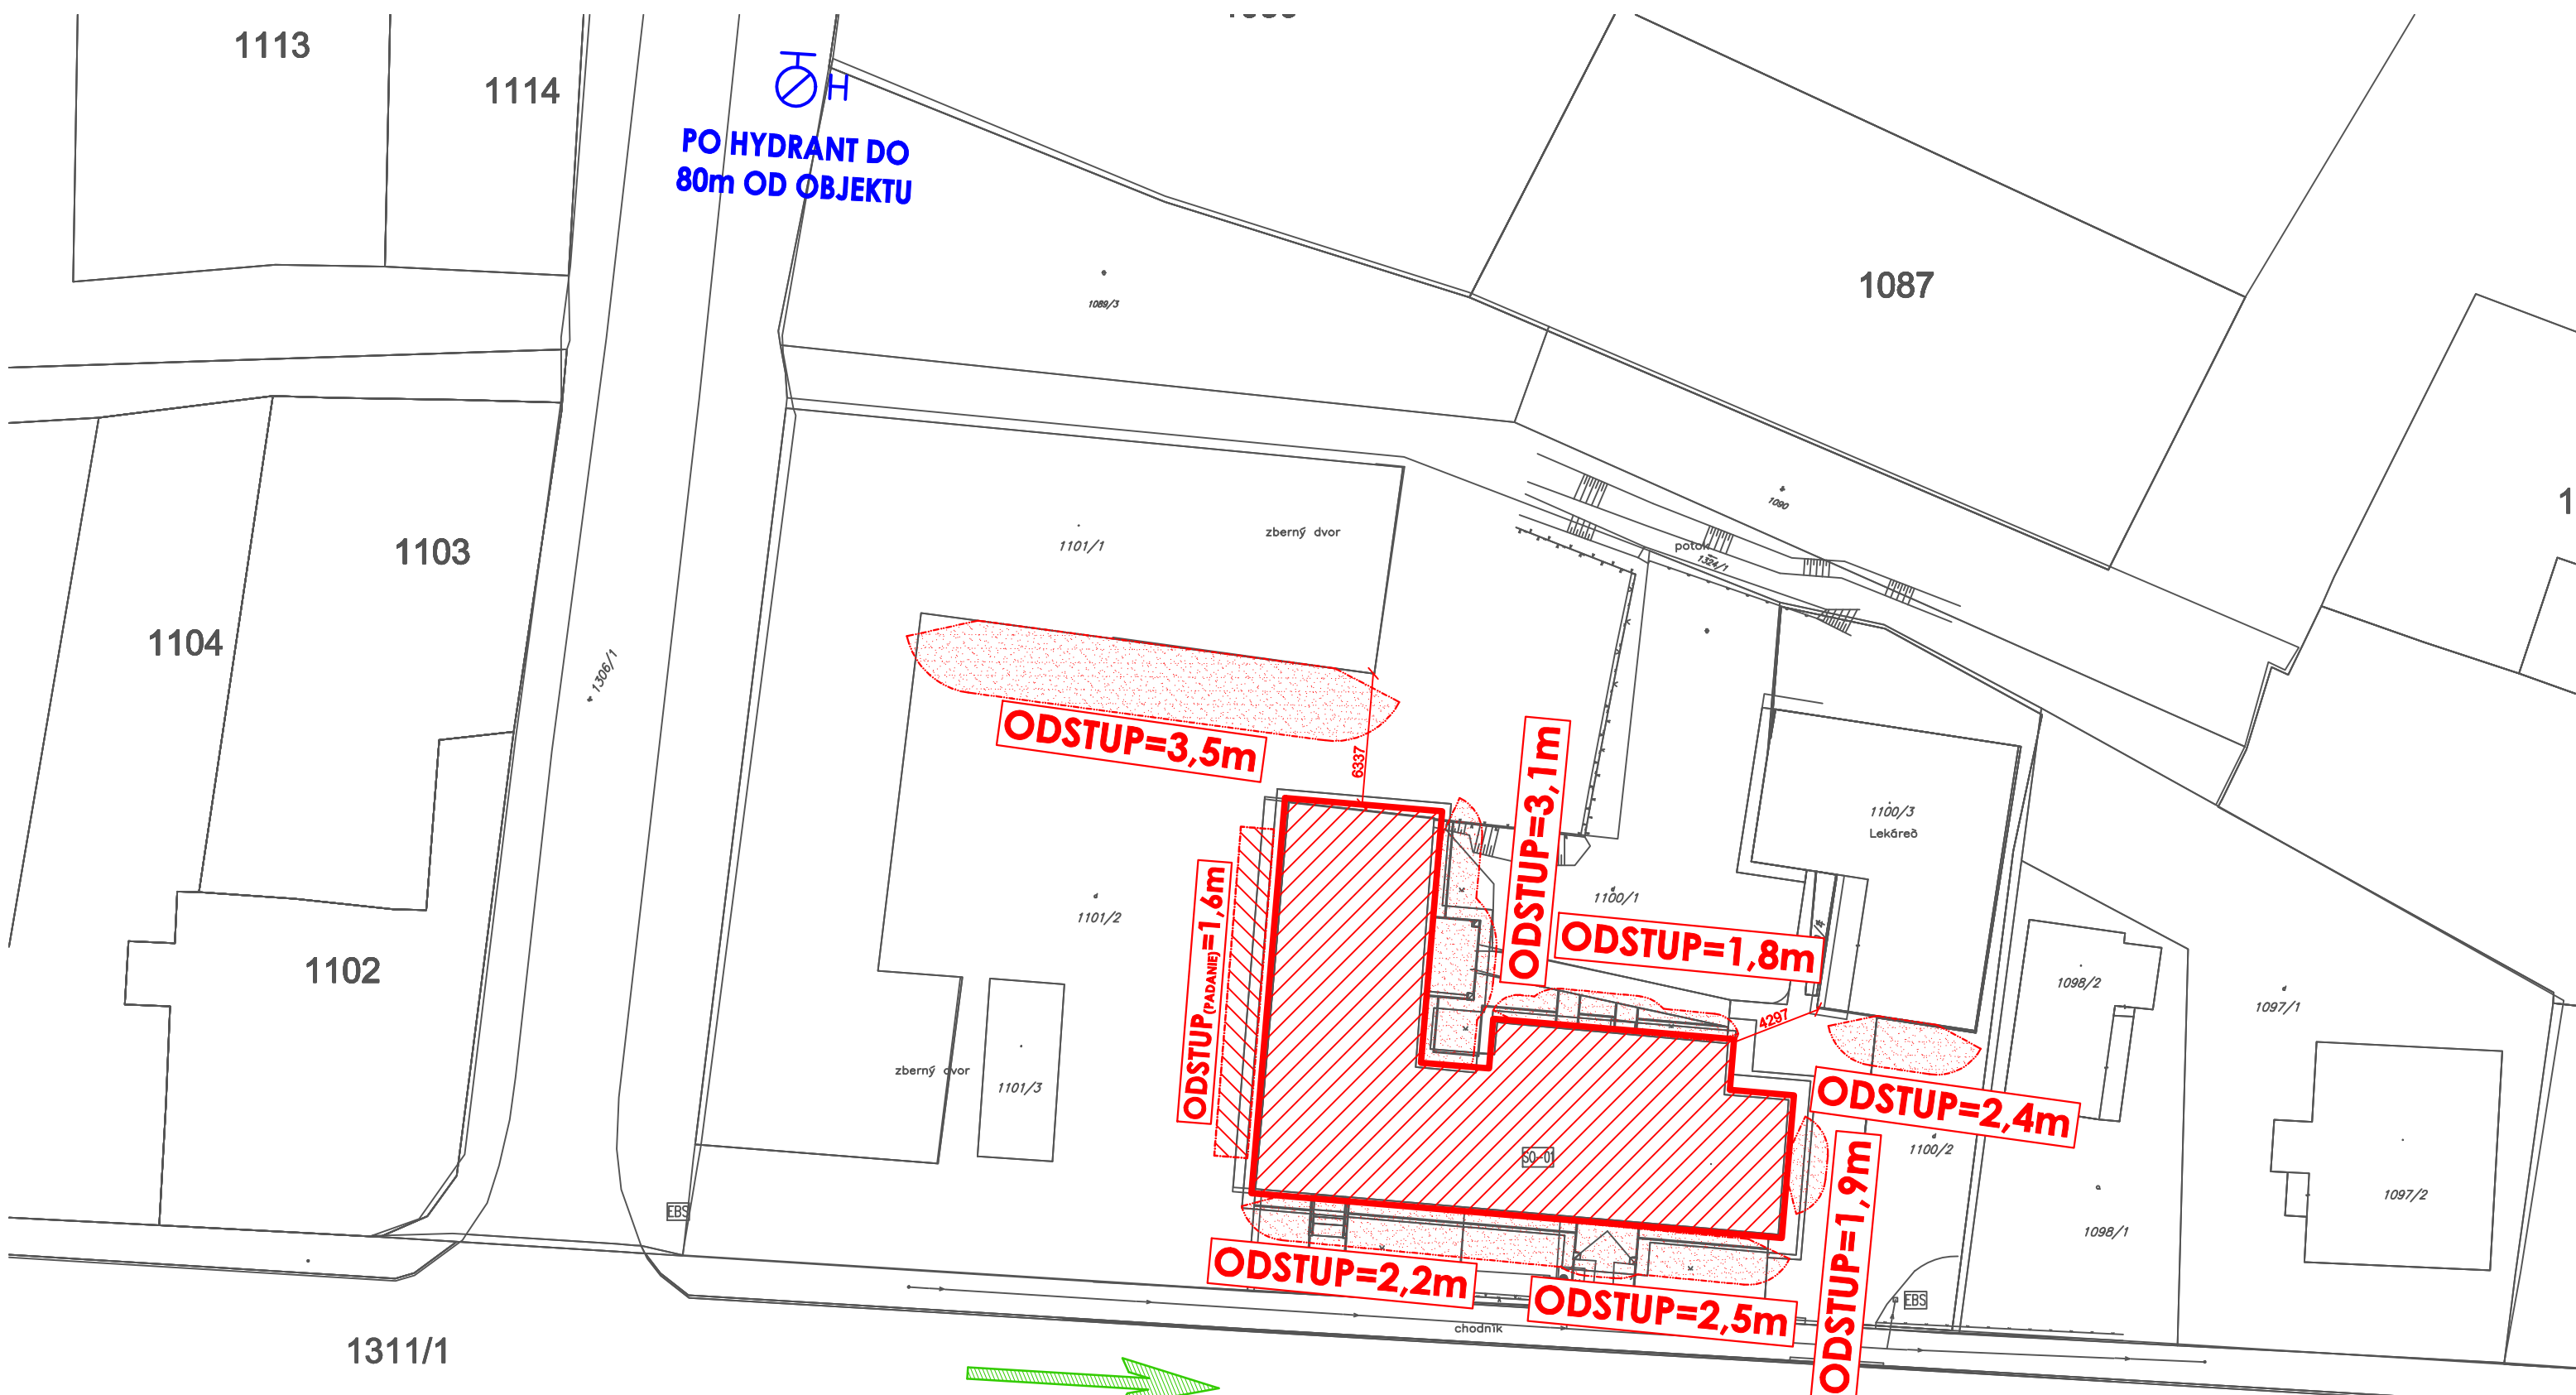 1113
1114
H
PO HYDRANT DO
80m OD OBJEKTU
1089/3
1087
1090
1103
1101/1
zberný dvor
potok
1324/1
1104
1306/1
ODSTUP=3,5m
6337
ODSTUP=3,1m
1100/3
Lekáreð
ODSTUP(PADANIE)=1,6m
1101/2
1100/1
ODSTUP=1,8m
1102
1098/2
1097/1
4297
zberný dvor
1101/3
ODSTUP=2,4m
1100/2
SO-01
ODSTUP=1,9m
1097/2
EBS
1098/1
ODSTUP=2,2m
ODSTUP=2,5m
EBS
chodník
1311/1